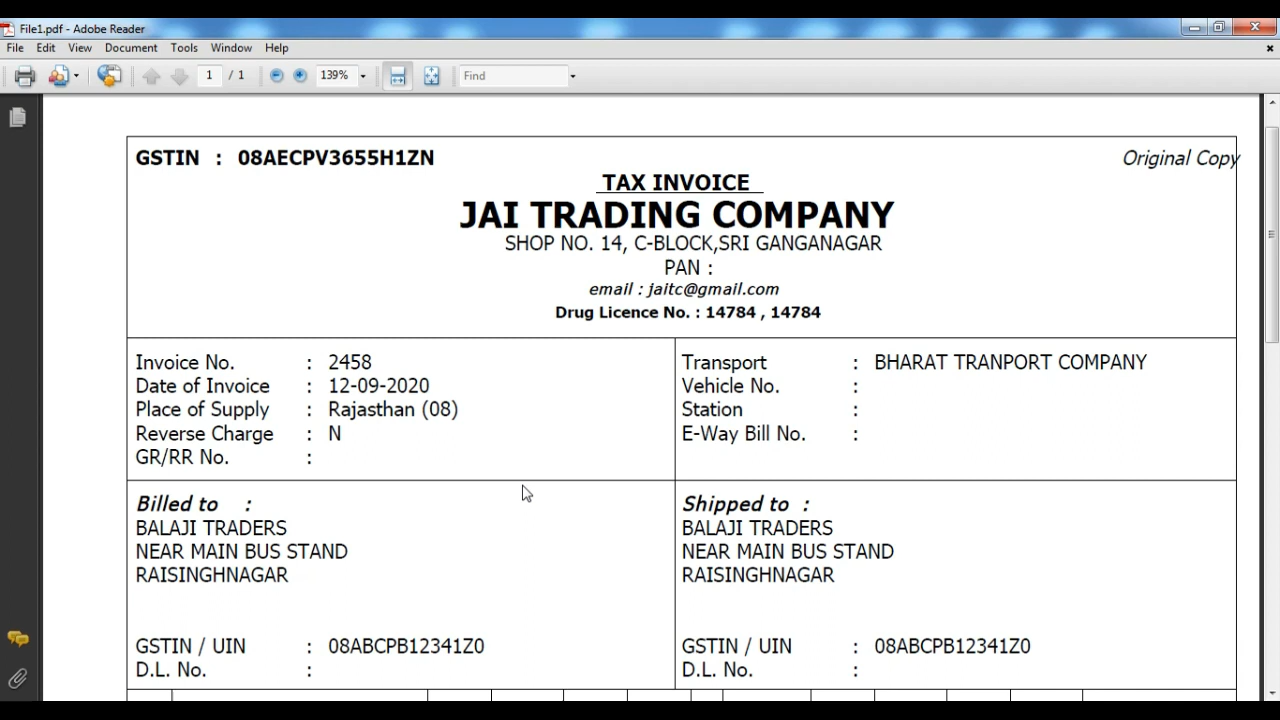 File1.pdf - Adobe Reader
File Edit View Document Tools Window Help
1 / 1 139% Find
GSTIN : 08AECPV3655H1ZN
Original Copy
TAX INVOICE
JAI TRADING COMPANY
SHOP NO. 14, C-BLOCK,SRI GANGANAGAR
PAN :
email : jaitc@gmail.com
Drug Licence No. : 14784 , 14784
Invoice No. : 2458
Date of Invoice : 12-09-2020
Place of Supply : Rajasthan (08)
Reverse Charge : N
GR/RR No. :
Transport : BHARAT TRANPORT COMPANY
Vehicle No. :
Station :
E-Way Bill No. :
Billed to :
BALAJI TRADERS
NEAR MAIN BUS STAND
RAISINGHNAGAR
GSTIN / UIN : 08ABCPB12341Z0
D.L. No. :
Shipped to :
BALAJI TRADERS
NEAR MAIN BUS STAND
RAISINGHNAGAR
GSTIN / UIN : 08ABCPB12341Z0
D.L. No. :